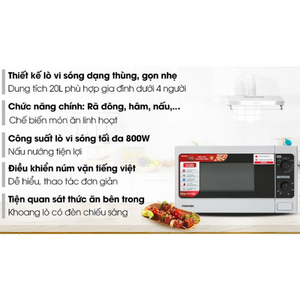 Thiết kế lò vi sóng dạng thùng, gọn nhẹ
Dung tích 20L phù hợp gia đình dưới 4 người
Chức năng chính: Rã đông, hâm, nấu,...
Chế biến món ăn linh hoạt
Công suất lò vi sóng tối đa 800W
Nấu nướng tiện lợi
Điều khiển núm vặn tiếng việt
Dễ hiểu, thao tác đơn giản
Tiện quan sát thức ăn bên trong
Khoang lò có đèn chiếu sáng
TOSHIBA